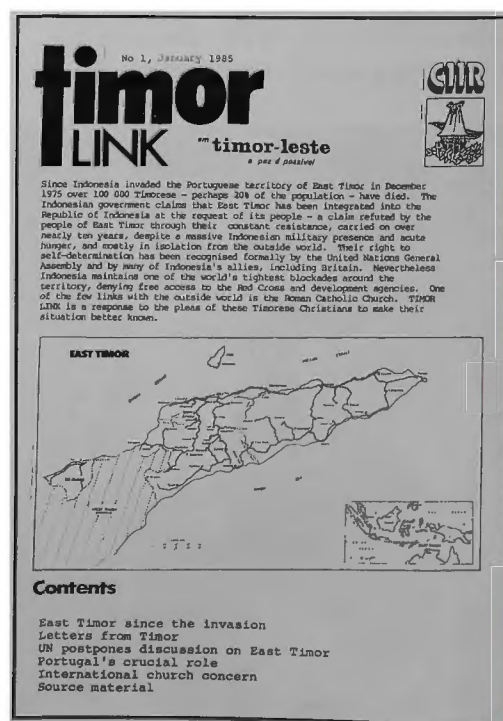 No 1, January 1985
timor
LINK
CIIR
em timor-leste
a paz é possível
Since Indonesia invaded the Portuguese territory of East Timor in December
1975 over 100 000 Timorese - perhaps 20% of the population - have died. The
Indonesian government claims that East Timor has been integrated into the
Republic of Indonesia at the request of its people - a claim refuted by the
people of East Timor through their constant resistance, carried on over
nearly ten years, despite a massive Indonesian military presence and acute
hunger, and mostly in isolation from the outside world. Their right to
self-determination has been recognised formally by the United Nations General
Assembly and by many of Indonesia's allies, including Britain. Nevertheless
Indonesia maintains one of the world's tightest blockades around the
territory, denying free access to the Red Cross and development agencies. One
of the few links with the outside world is the Roman Catholic Church. TIMOR
LINK is a response to the pleas of these Timorese Christians to make their
situation better known.
EAST TIMOR
Contents
East Timor since the invasion
Letters from Timor
UN postpones discussion on East Timor
Portugal's crucial role
International church concern
Source material